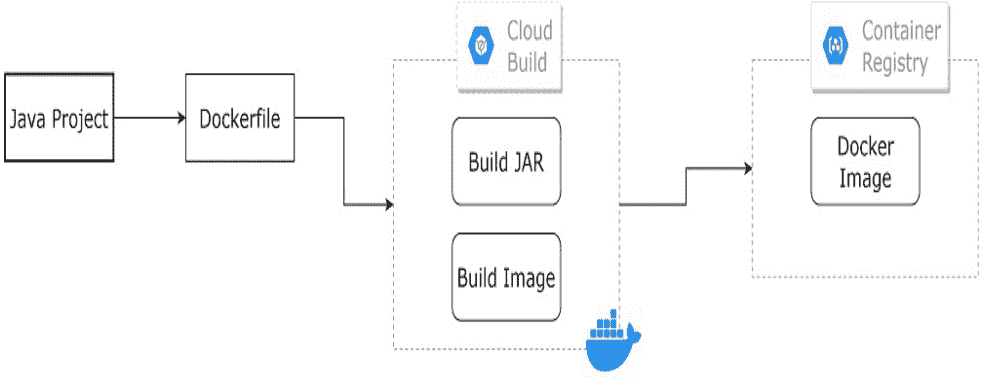 Java Project
Dockerfile
Cloud
Build
Build JAR
Build Image
Container
Registry
Docker
Image